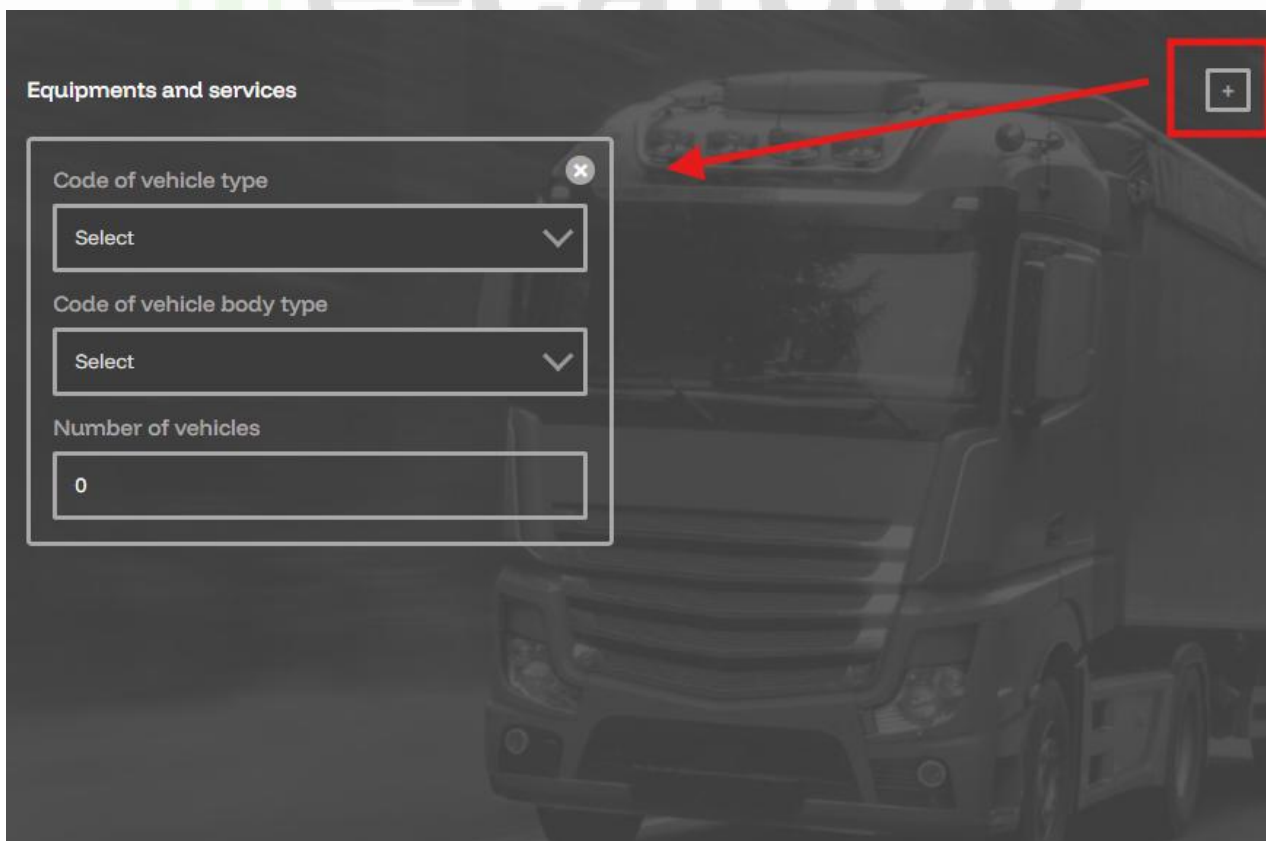 Equipments and services
+
Code of vehicle type
Select
Code of vehicle body type
Select
Number of vehicles
0